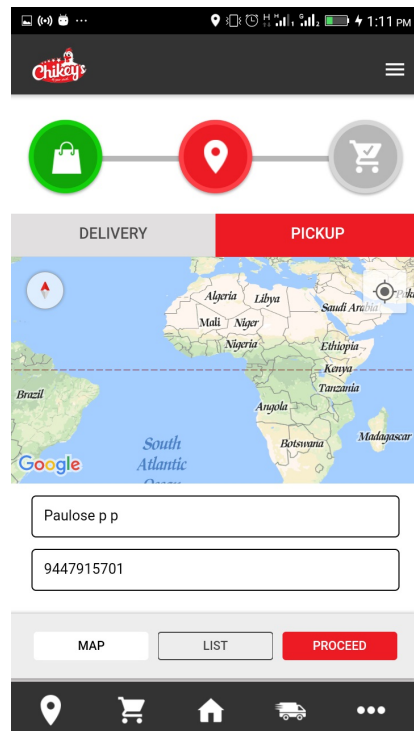 1:11 PM
Chikeys
DELIVERY PICKUP
Algeria Libya
Saudi Arabia
Mali Niger
Nigeria Ethiopia
Kenya
Brazil Tanzania
Angola
Botswana Madagascar
South
Atlantic
Google
Paulose p p
9447915701
MAP LIST PROCEED